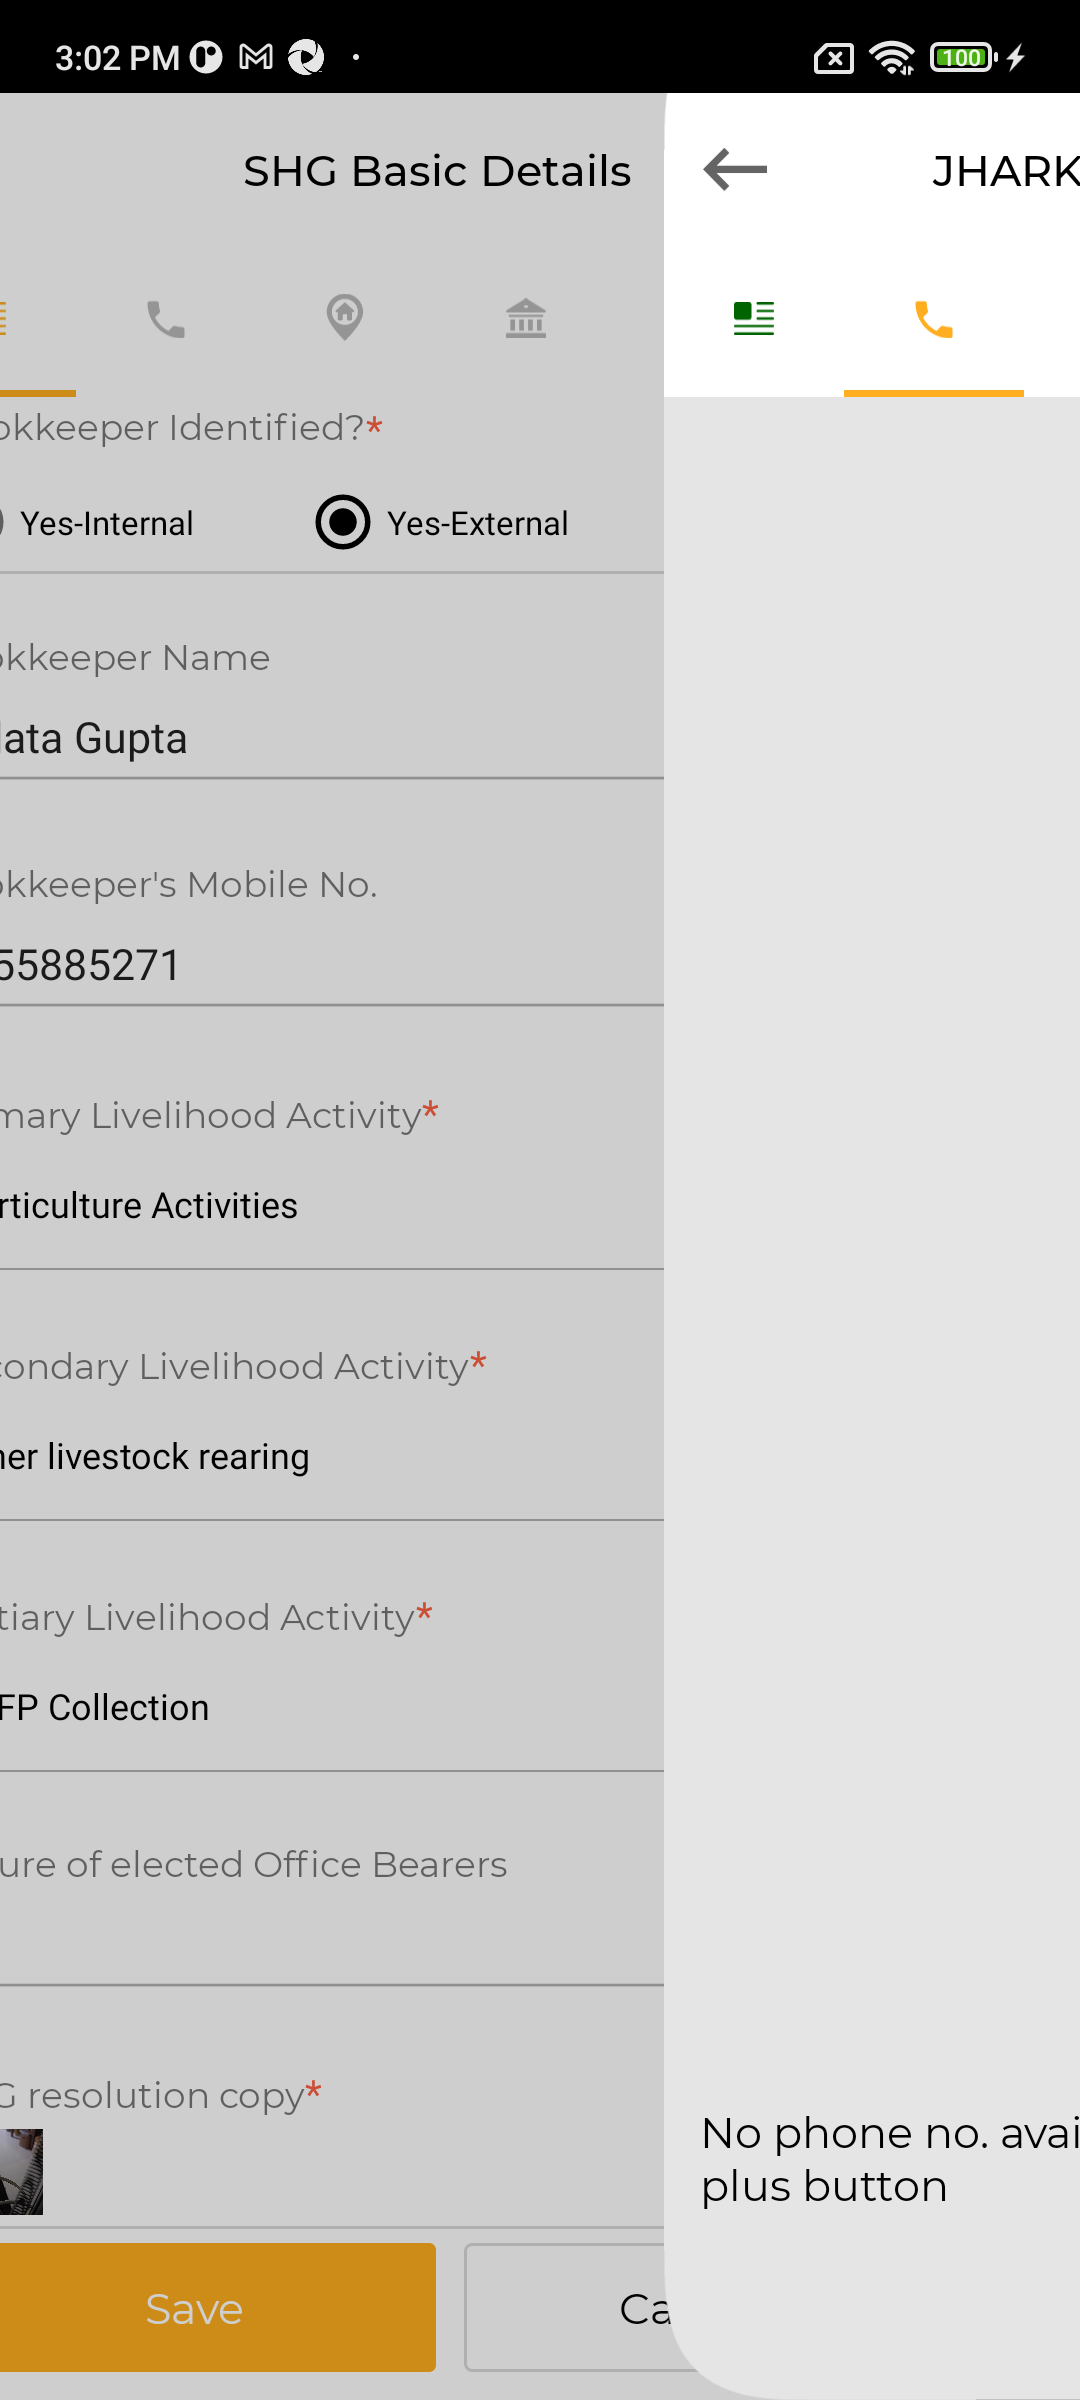 3:02 PM
100
SHG Basic Details
JHARK
okkeeper Identified?*
Yes-Internal
Yes-External
okkeeper Name
lata Gupta
okkeeper's Mobile No.
55885271
mary Livelihood Activity*
rticulture Activities
condary Livelihood Activity*
ner livestock rearing
tiary Livelihood Activity*
FP Collection
ure of elected Office Bearers
G resolution copy*
No phone no. avai
plus button
Save
Ca